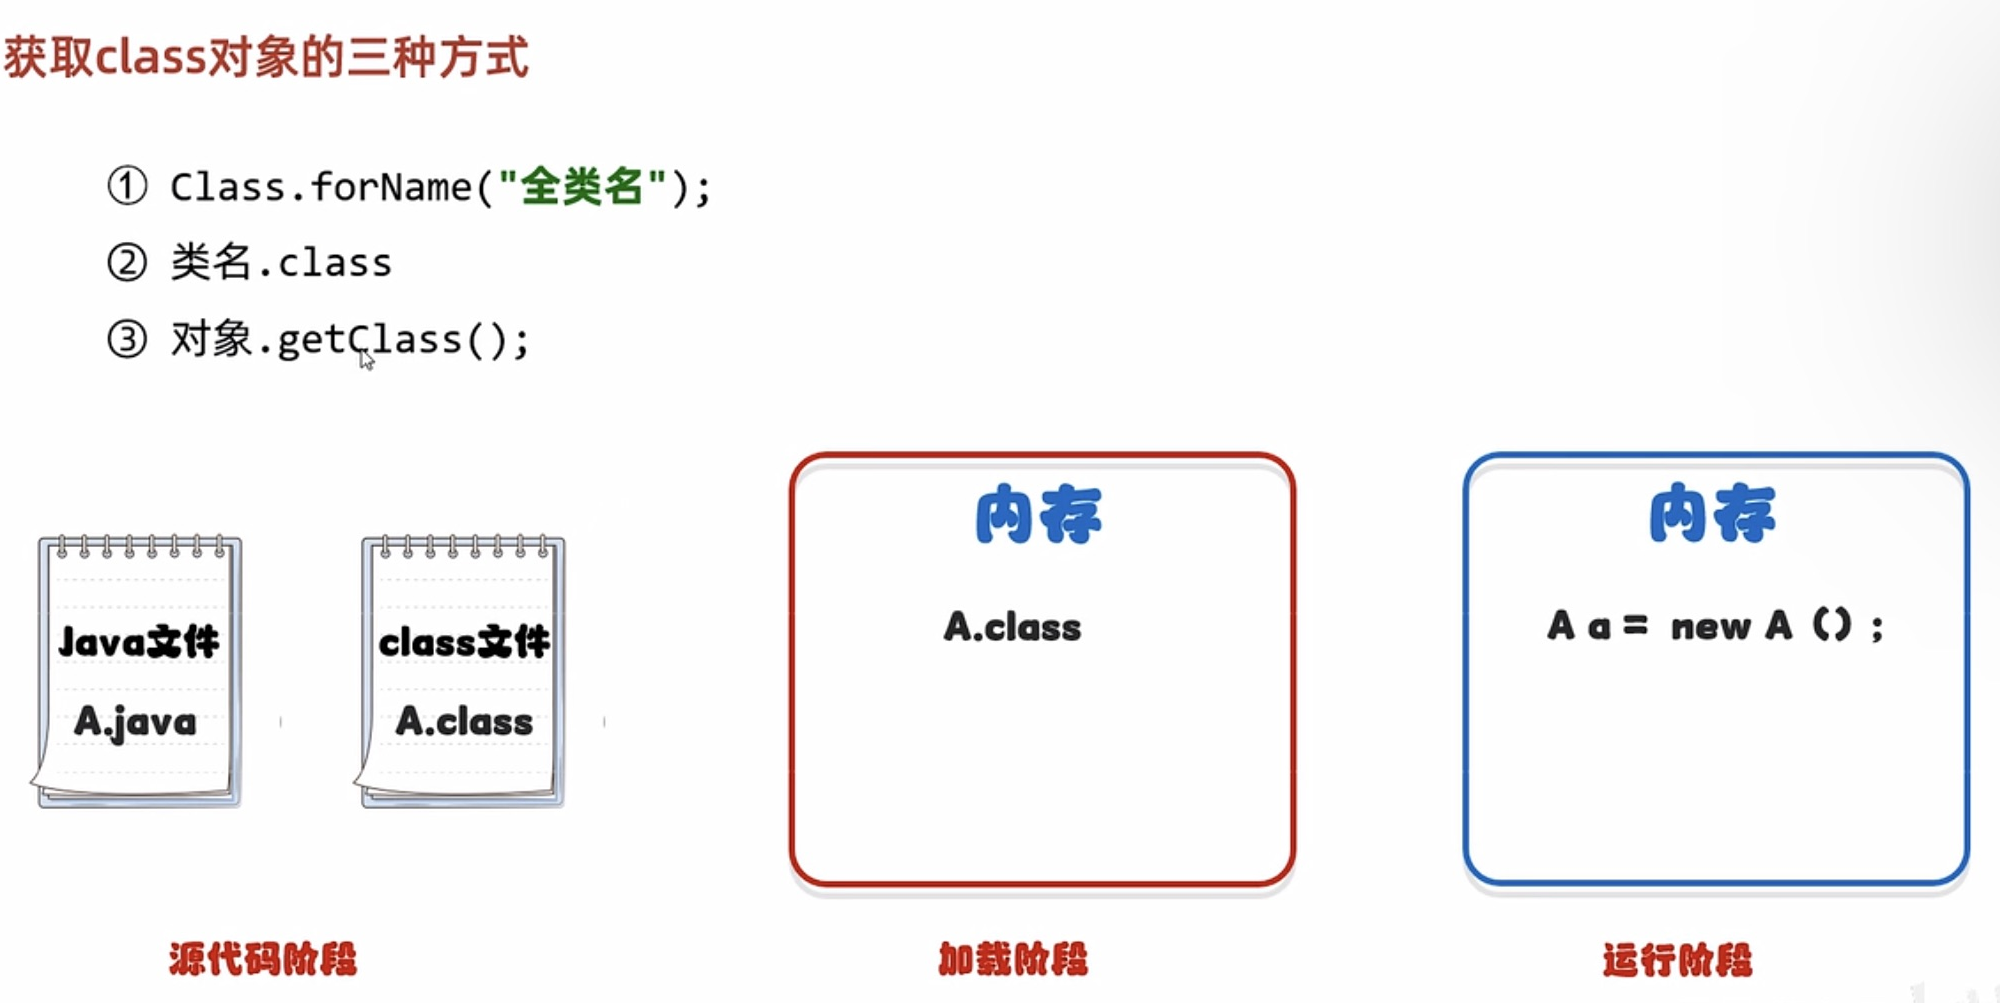 获取class对象的三种方式
① Class.forName("全类名");
② 类名.class
③ 对象.getClass();
Java文件
A.java
class文件
A.class
源代码阶段
内存
A.class
加载阶段
内存
A a = new A () ;
运行阶段